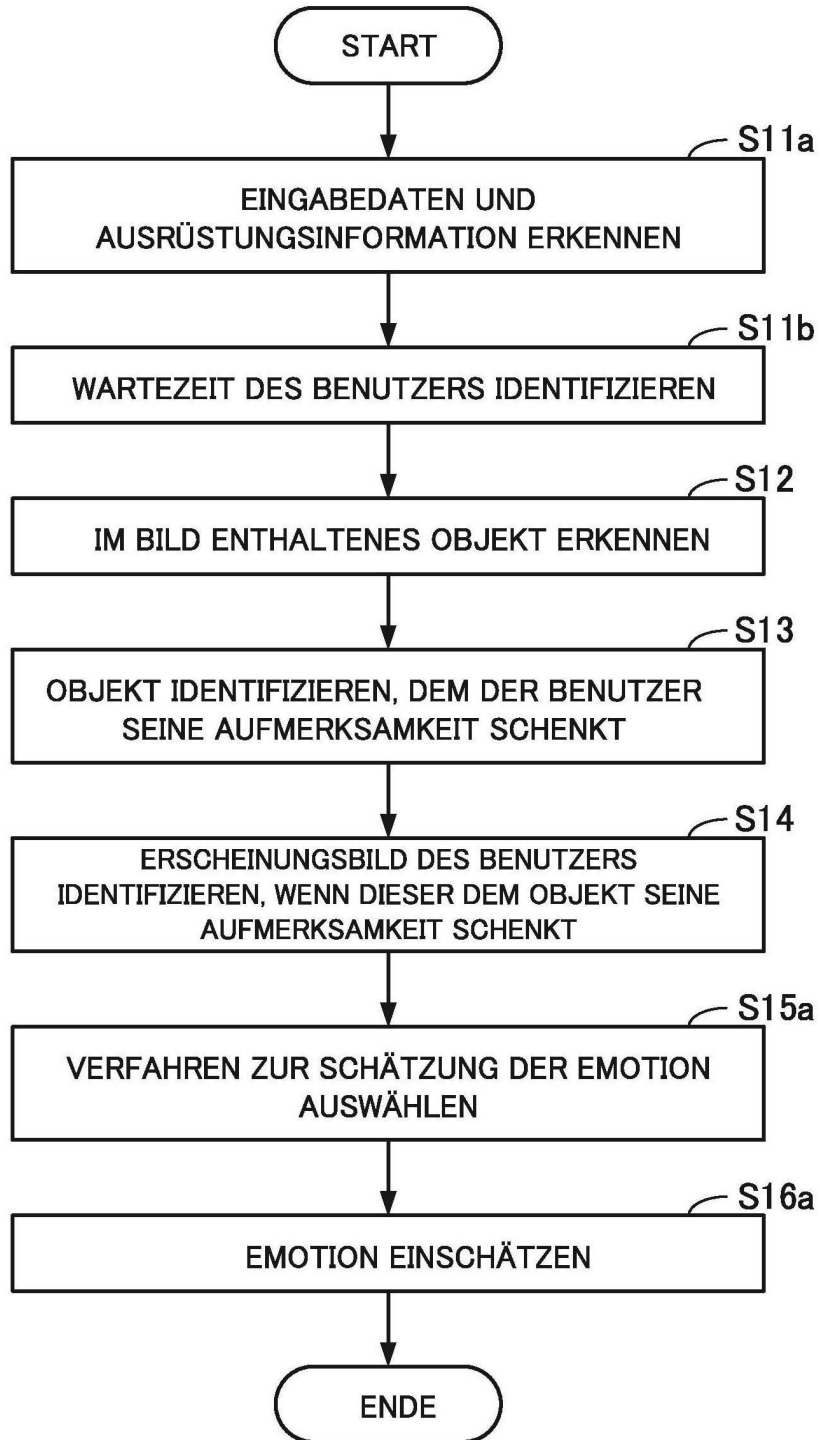 START
S11a
EINGABEDATEN UND
AUSRÜSTUNGSINFORMATION ERKENNEN
S11b
WARTEZEIT DES BENUTZERS IDENTIFIZIEREN
S12
IM BILD ENTHALTENES OBJEKT ERKENNEN
S13
OBJEKT IDENTIFIZIEREN, DEM DER BENUTZER
SEINE AUFMERKSAMKEIT SCHENKT
S14
ERSCHEINUNGSBILD DES BENUTZERS
IDENTIFIZIEREN, WENN DIESER DEM OBJEKT SEINE
AUFMERKSAMKEIT SCHENKT
S15a
VERFAHREN ZUR SCHÄTZUNG DER EMOTION
AUSWÄHLEN
S16a
EMOTION EINSCHÄTZEN
ENDE